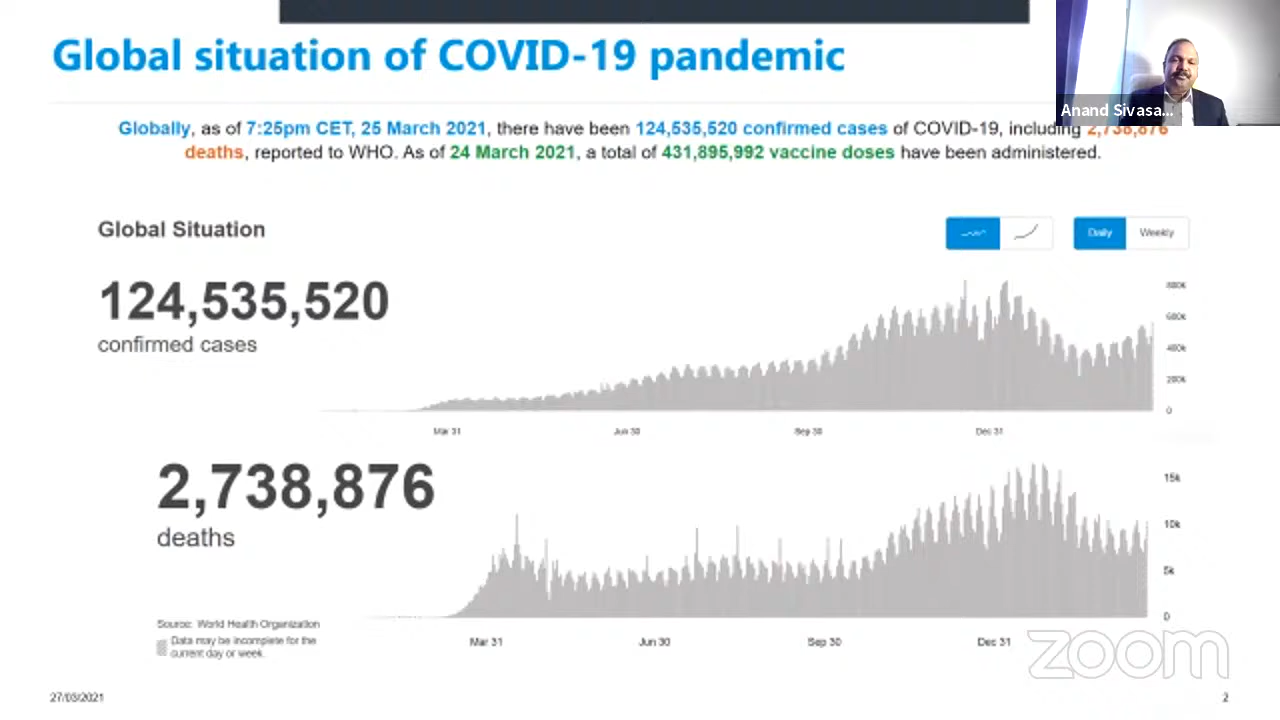 Global situation of COVID-19 pandemic
Anand Sivasa...
Globally, as of 7:25pm CET, 25 March 2021, there have been 124,535,520 confirmed cases of COVID-19, including 2,738,876
deaths, reported to WHO. As of 24 March 2021, a total of 431,895,992 vaccine doses have been administered.
Global Situation
Daily
Weekly
124,535,520
confirmed cases
800k
600k
400k
200k
0
Mar 31
Jun 30
Sep 30
Dec 31
2,738,876
deaths
15k
10k
5k
0
Source: World Health Organization
Data may be incomplete for the
current day or week.
Mar 31
Jun 30
Sep 30
Dec 31
zoom
27/03/2021
2